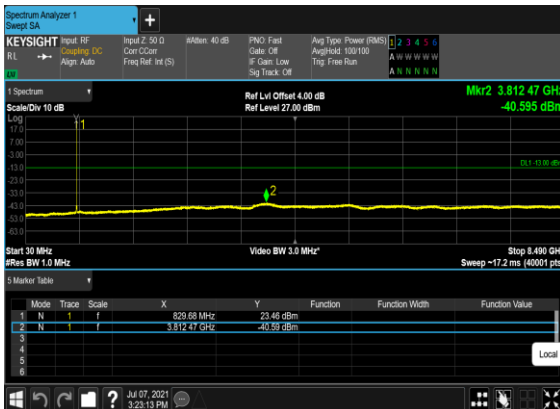 Spectrum Analyzer 1
Swept SA
KEYSIGHT Input: RF Input Z: 50 Ω #Atten: 40 dB PNO: Fast Avg Type: Power (RMS) 1 2 3 4 5 6
RL Coupling: DC Corr CCorr Gate: Off Avg|Hold: 100/100 A W W W W W
Align: Auto Freq Ref: Int (S) IF Gain: Low Trig: Free Run
Sig Track: Off A N N N N N
1 Spectrum Ref Lvl Offset 4.00 dB Mkr2 3.812 47 GHz
Scale/Div 10 dB Ref Level 27.00 dBm -40.595 dBm
Log
17.0
7.00
-3.00
-13.0 DL1 -13.00 dB
-23.0
-33.0
-43.0
-53.0
-63.0
1
2
Start 30 MHz Video BW 3.0 MHz* Stop 8.490 GH
#Res BW 1.0 MHz Sweep ~17.2 ms (40001 pts
5 Marker Table
Mode Trace Scale X Y Function Function Width Function Value
1 N 1 f 829.68 MHz 23.46 dBm
2 N 1 f 3.812 47 GHz -40.59 dBm
3
4
5
6
Local
Jul 07, 2021
3:23:13 PM